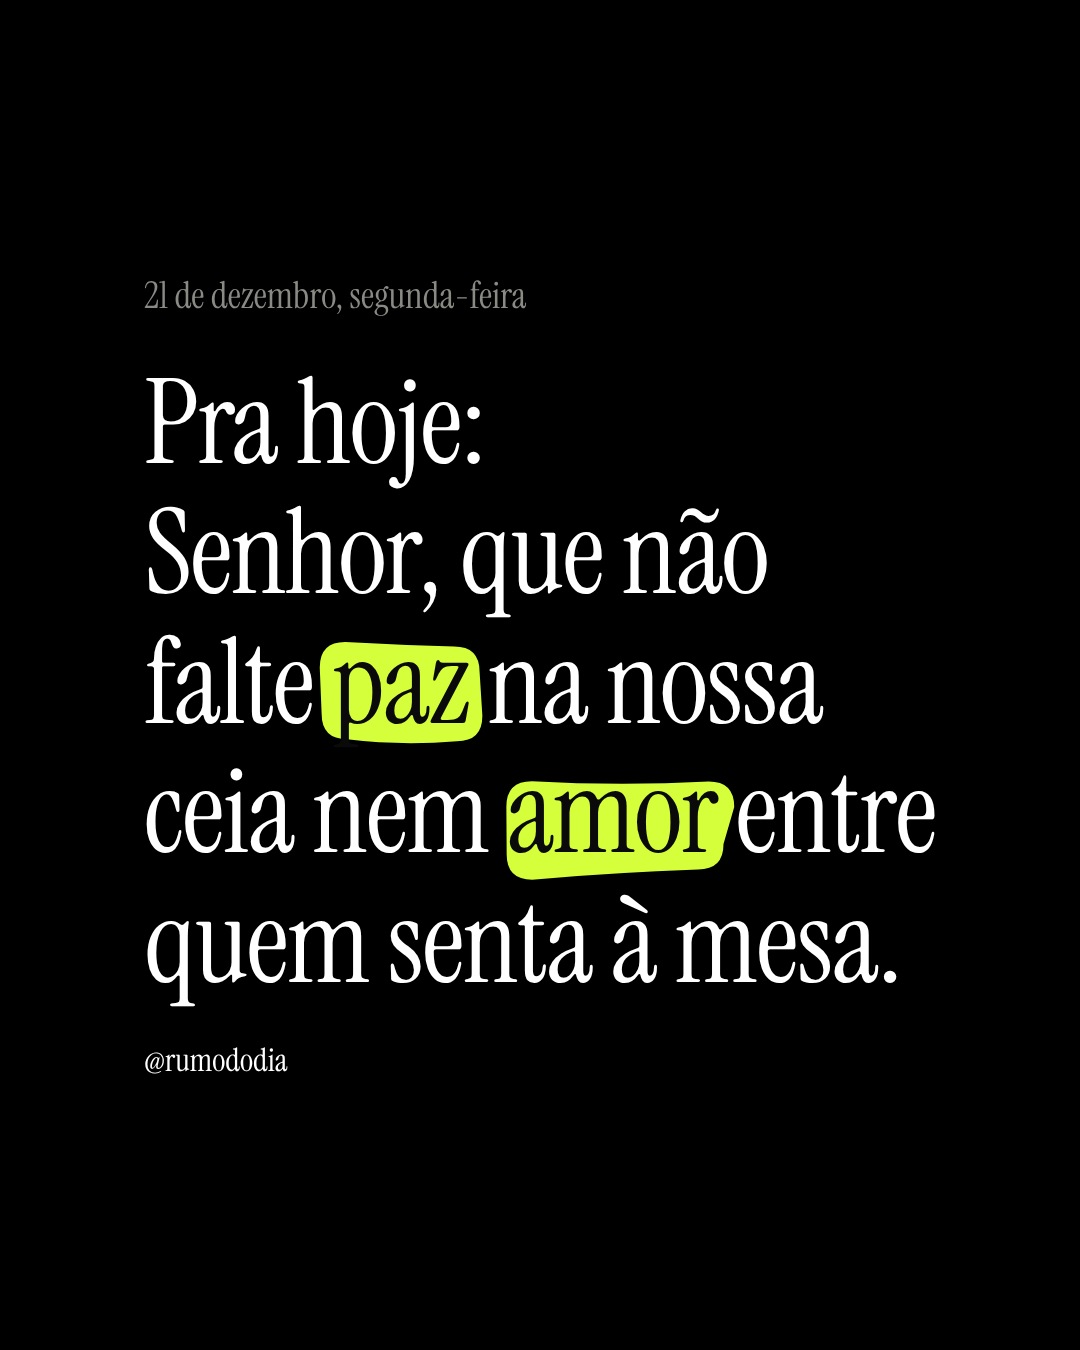 21 de dezembro, segunda-feira
Pra hoje:
Senhor, que não
falte paz na nossa
ceia nem amor entre
quem senta à mesa.
@rumododia